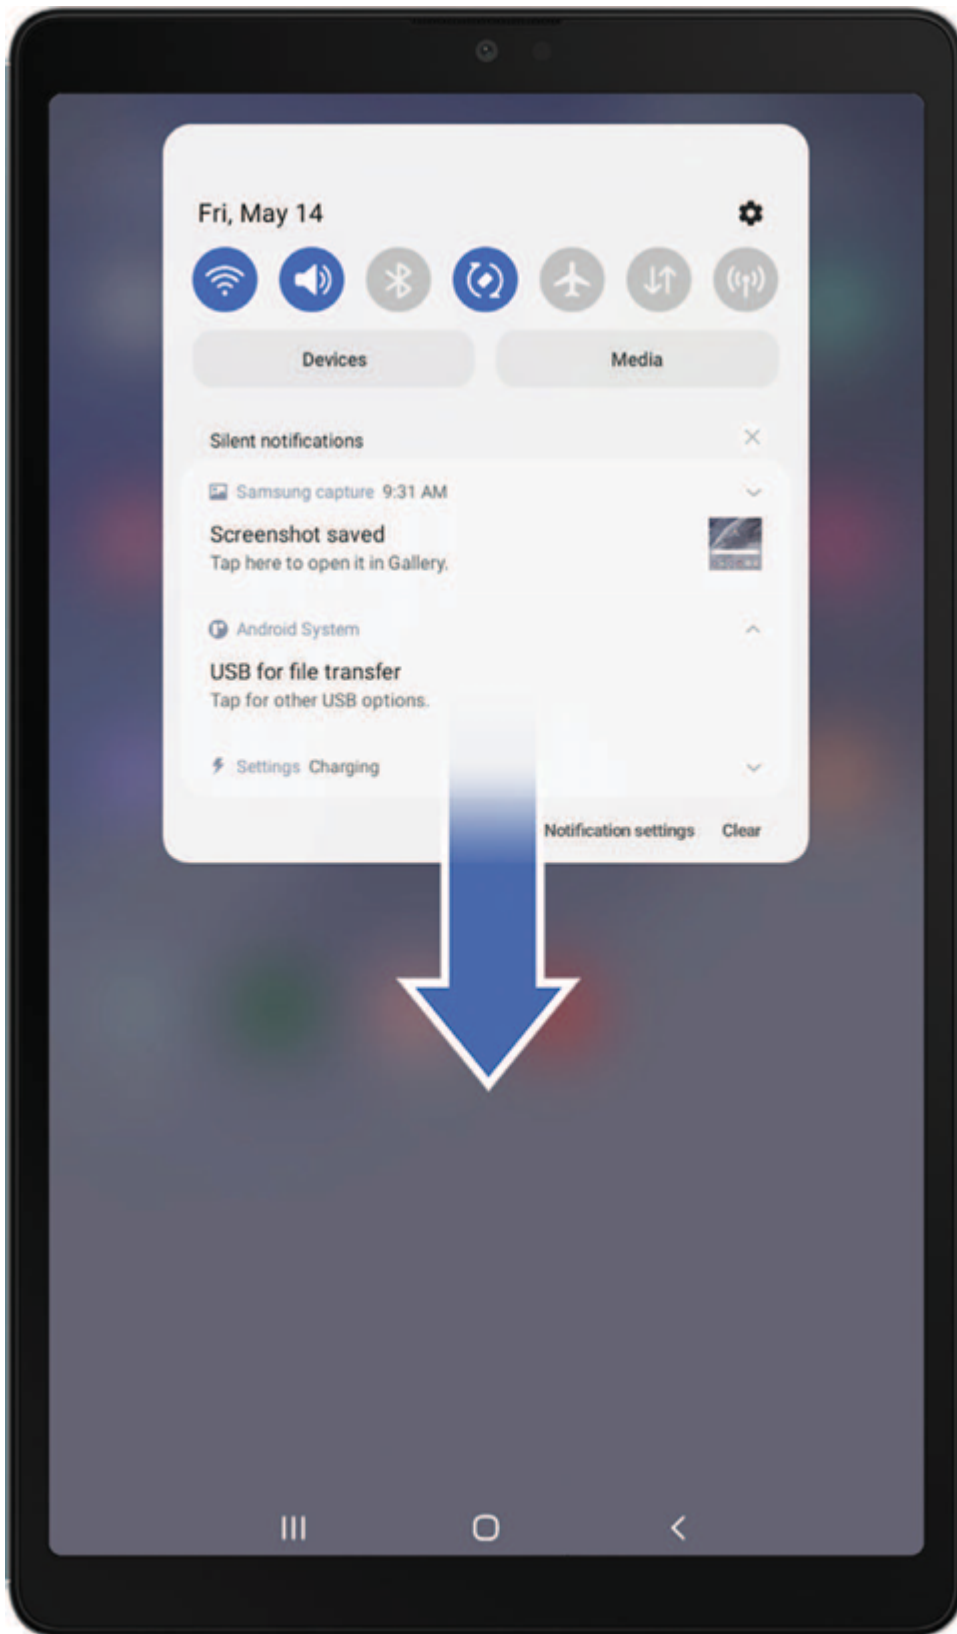 Fri, May 14
Devices Media
Silent notifications
Samsung capture 9:31 AM
Screenshot saved
Tap here to open it in Gallery.
Android System
USB for file transfer
Tap for other USB options.
Settings Charging
Notification settings Clear